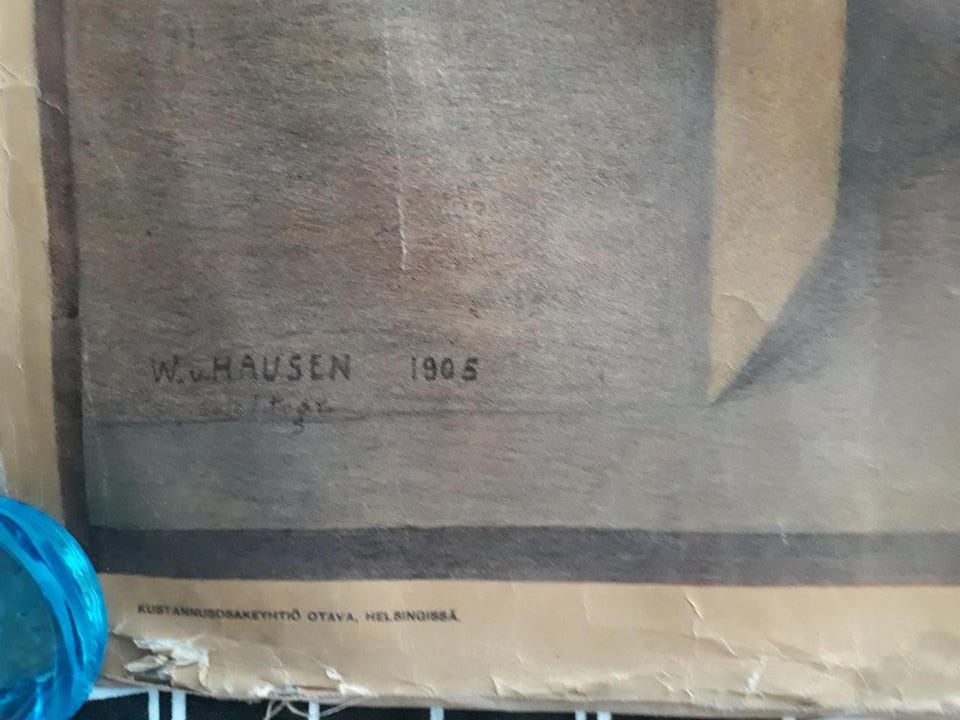 W.v.HAUSEN 1905
KUSTANNUSOSAKEYHTIÖ OTAVA, HELSINGISSÄ.